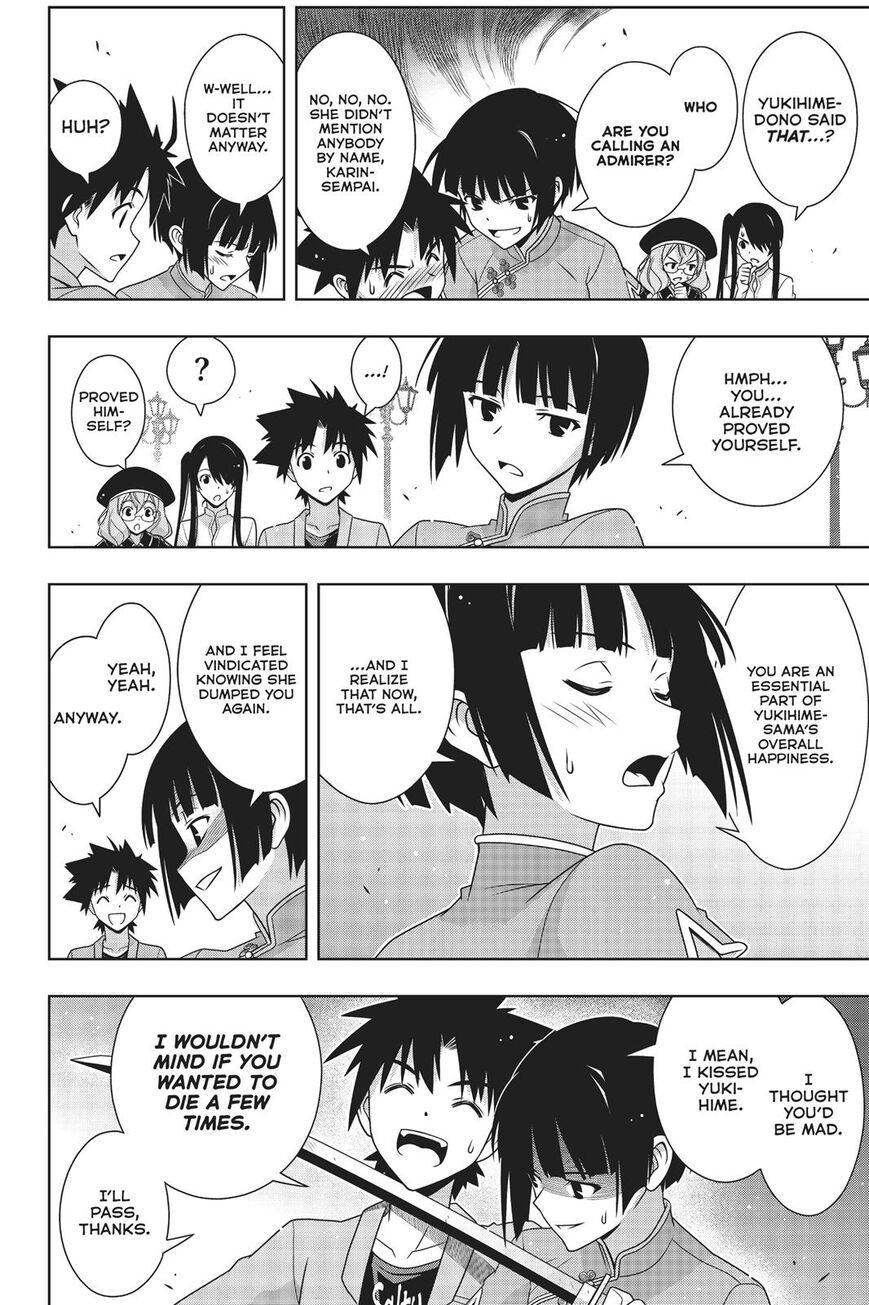 YUKIHIME-
DONO SAID
THAT...?
WHO
ARE YOU
CALLING AN
ADMIRER?
NO, NO, NO.
SHE DIDN'T
MENTION
ANYBODY
BY NAME,
KARIN-
SEMPAI.
W-WELL...
IT
DOESN'T
MATTER
ANYWAY.
HUH?
HMPH...
YOU...
ALREADY
PROVED
YOURSELF.
...!
?
PROVED
HIM-
SELF?
YOU ARE AN
ESSENTIAL
PART OF
YUKIHIME-
SAMA'S
OVERALL
HAPPINESS.
...AND I
REALIZE
THAT NOW,
THAT'S ALL.
AND I FEEL
VINDICATED
KNOWING SHE
DUMPED YOU
AGAIN.
YEAH,
YEAH.
ANYWAY.
I
THOUGHT
YOU'D
BE MAD.
I MEAN,
I KISSED
YUKI-
HIME.
I WOULDN'T
MIND IF YOU
WANTED TO
DIE A FEW
TIMES.
I'LL
PASS,
THANKS.